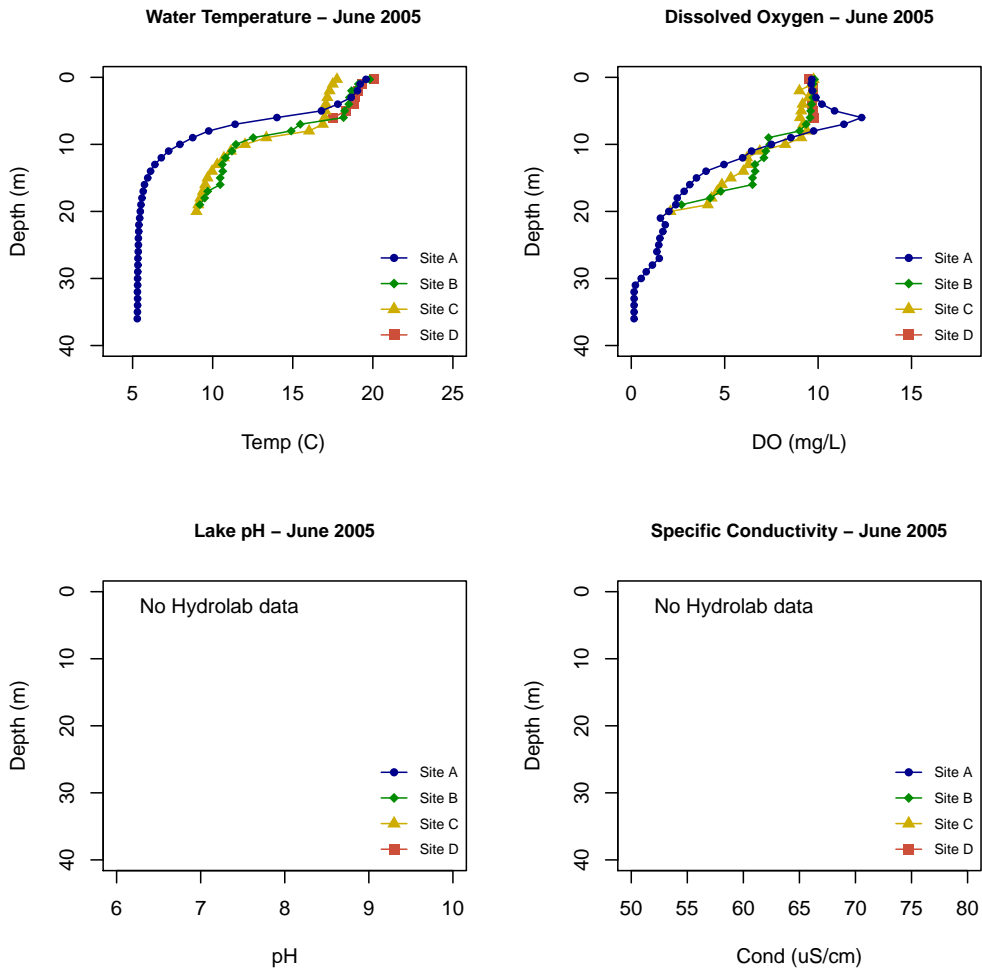 Water Temperature – June 2005
0
10
20
30
40
Depth (m)
Site A
Site B
Site C
Site D
5
10
15
20
25
Temp (C)
Dissolved Oxygen – June 2005
0
10
20
30
40
Depth (m)
Site A
Site B
Site C
Site D
0
5
10
15
DO (mg/L)
Lake pH – June 2005
No Hydrolab data
0
10
20
30
40
Depth (m)
Site A
Site B
Site C
Site D
6
7
8
9
10
pH
Specific Conductivity – June 2005
No Hydrolab data
0
10
20
30
40
Depth (m)
Site A
Site B
Site C
Site D
50
55
60
65
70
75
80
Cond (uS/cm)